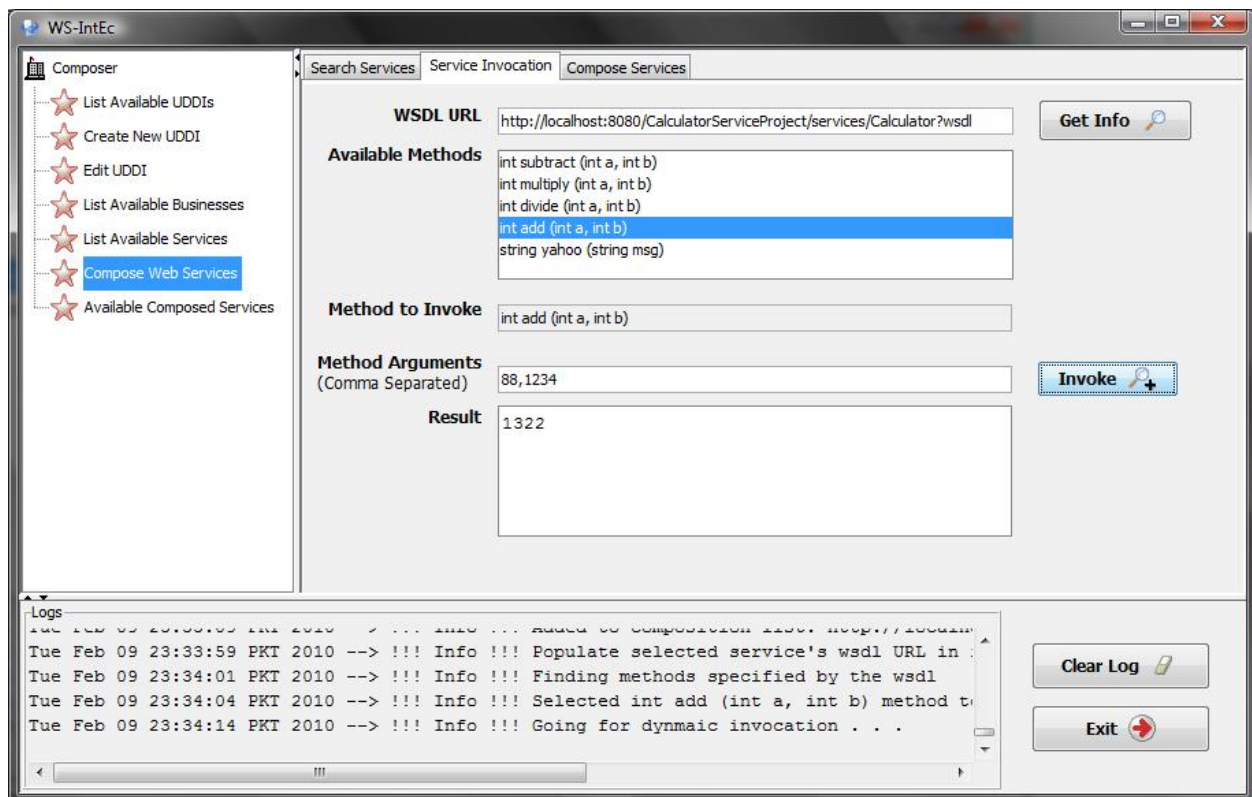 WS-IntEc
Composer
List Available UDDIs
Create New UDDI
Edit UDDI
List Available Businesses
List Available Services
Compose Web Services
Available Composed Services
Search Services
Service Invocation
Compose Services
WSDL URL
http://localhost:8080/CalculatorServiceProject/services/Calculator?wsdl
Get Info
Available Methods
int subtract (int a, int b)
int multiply (int a, int b)
int divide (int a, int b)
int add (int a, int b)
string yahoo (string msg)
Method to Invoke
int add (int a, int b)
Method Arguments
(Comma Separated)
88,1234
Invoke
Result
1322
Logs
Added to composition list: http://
Tue Feb 09 23:33:59 PKT 2010 --> !!! Info !!! Populate selected service's wsdl URL in
Tue Feb 09 23:34:01 PKT 2010 --> !!! Info !!! Finding methods specified by the wsdl
Tue Feb 09 23:34:04 PKT 2010 --> !!! Info !!! Selected int add (int a, int b) method
Tue Feb 09 23:34:14 PKT 2010 --> !!! Info !!! Going for dynmaic invocation . . .
Clear Log
Exit